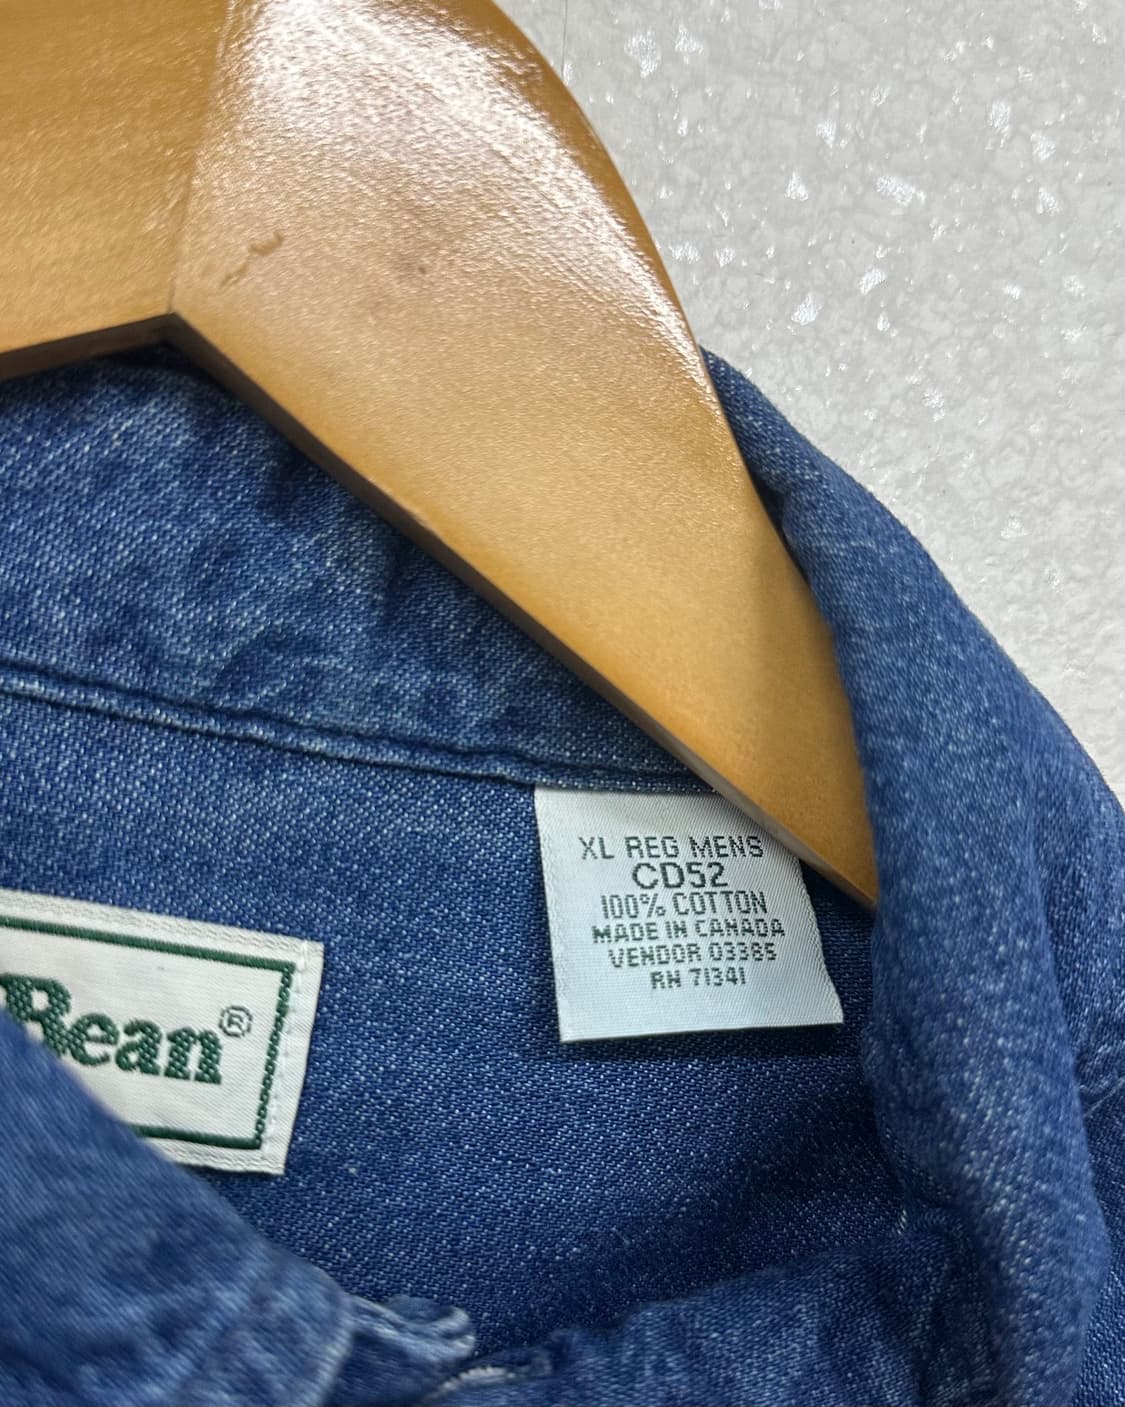 XL REG MENS
CD52
100% COTTON
MADE IN CANADA
VENDOR 03385
RN 71341
Bean®